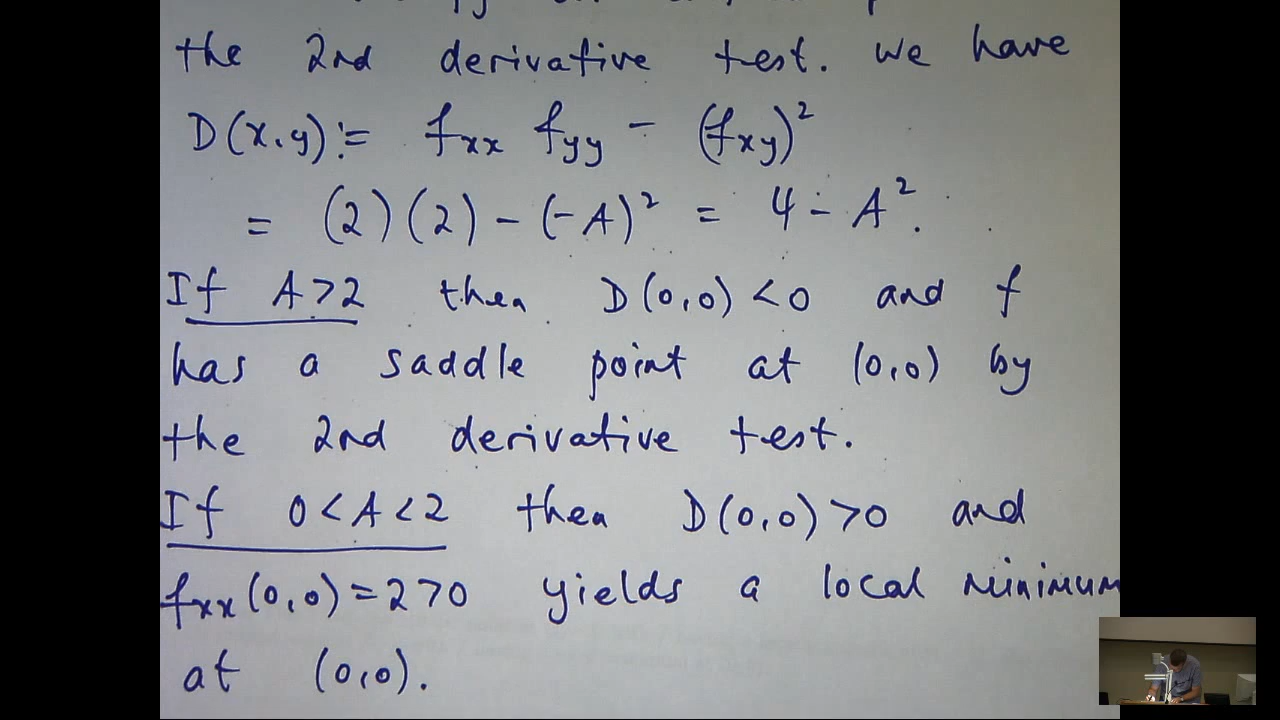 the 2nd derivative test. We have
D(x,y):= fxx fyy - (fxy)²
= (2)(2) - (-A)² = 4 - A².
If A>2 then D(0,0) <0 and f
has a saddle point at (0,0) by
the 2nd derivative test.
If 0<A<2 then D(0,0) >0 and
fxx(0,0)=2>0 yields a local minimum
at (0,0).